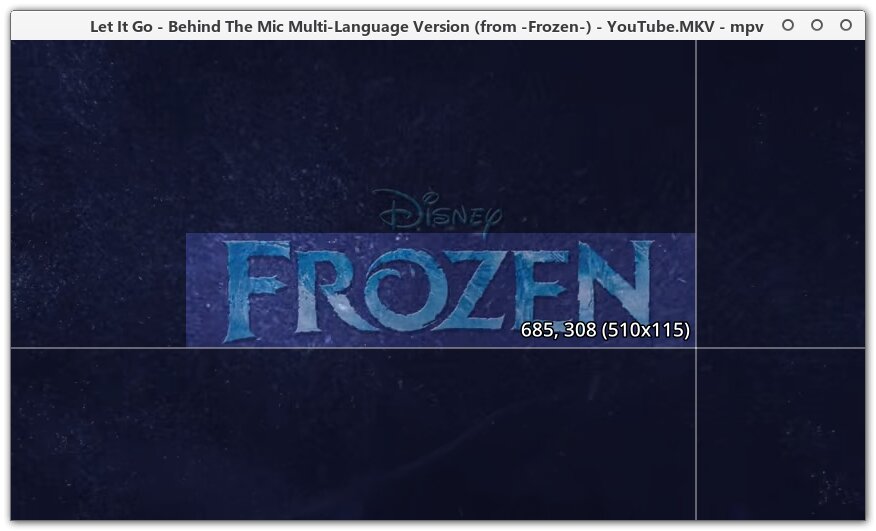 Let It Go - Behind The Mic Multi-Language Version (from -Frozen-) - YouTube.MKV - mpv
Disney
FROZEN
685, 308 (510x115)